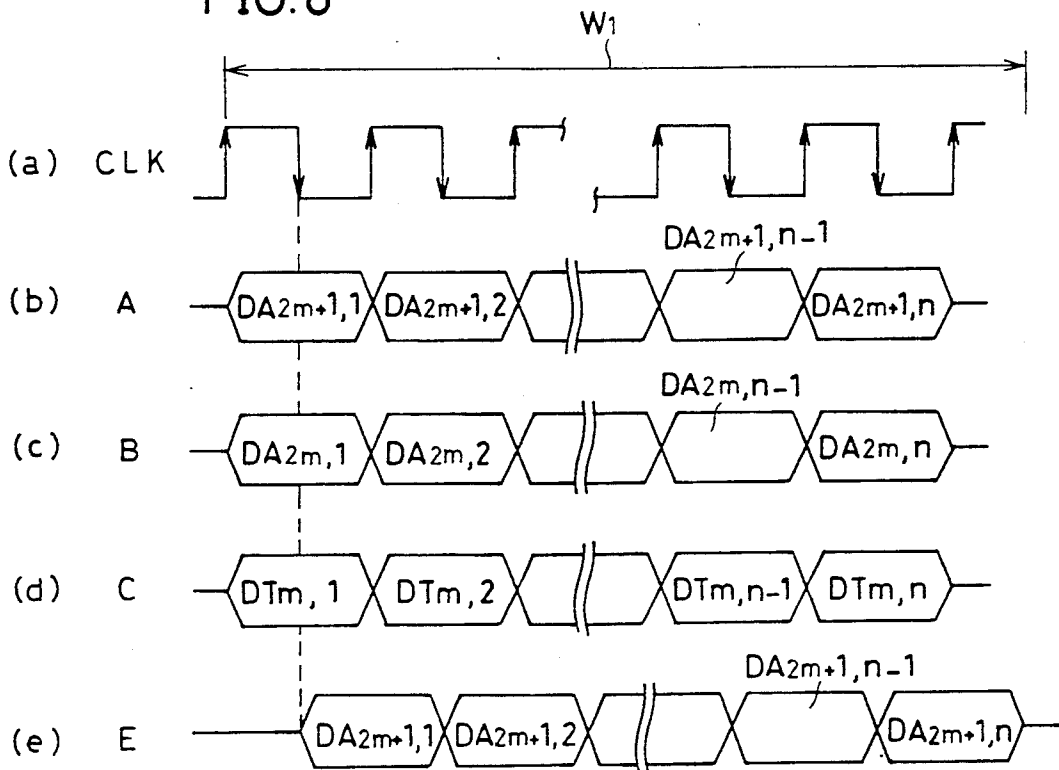 FIG. 8
W1
(a) CLK
DA2m+1,n-1
(b) A DA2m+1,1 DA2m+1,2 DA2m+1,n
DA2m,n-1
(c) B DA2m,1 DA2m,2 DA2m,n
(d) C DTm,1 DTm,2 DTm,n-1 DTm,n
DA2m+1,n-1
(e) E DA2m+1,1 DA2m+1,2 DA2m+1,n